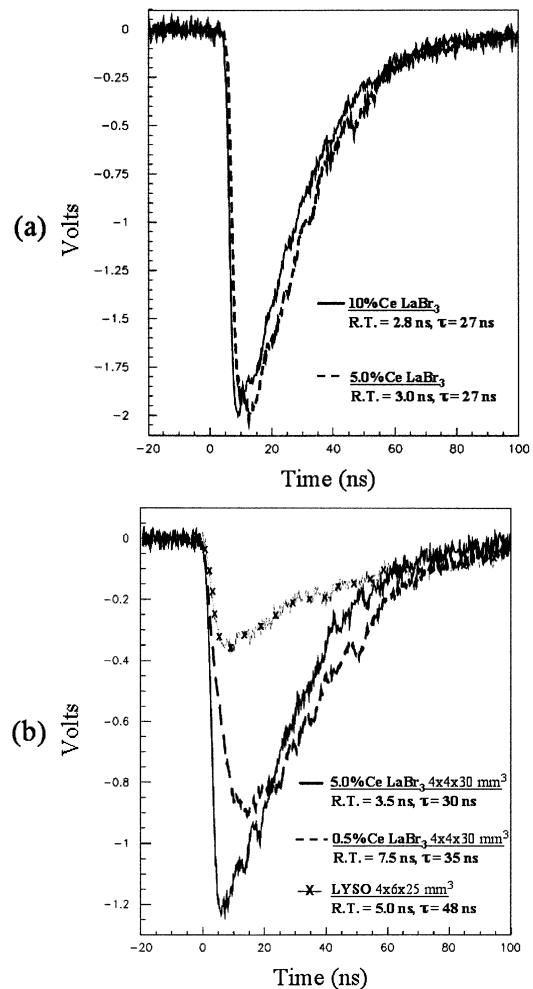 0
-0.25
-0.5
-0.75
-1
-1.25
-1.5
-1.75
-2
(a)
Volts
10%Ce LaBr3
R.T. = 2.8 ns, τ = 27 ns
5.0%Ce LaBr3
R.T. = 3.0 ns, τ = 27 ns
-20 0 20 40 60 80 100
Time (ns)
0
-0.2
-0.4
-0.6
-0.8
-1
-1.2
(b)
Volts
5.0%Ce LaBr3 4x4x30 mm3
R.T. = 3.5 ns, τ = 30 ns
0.5%Ce LaBr3 4x4x30 mm3
R.T. = 7.5 ns, τ = 35 ns
LYSO 4x6x25 mm3
R.T. = 5.0 ns, τ = 48 ns
-20 0 20 40 60 80 100
Time (ns)